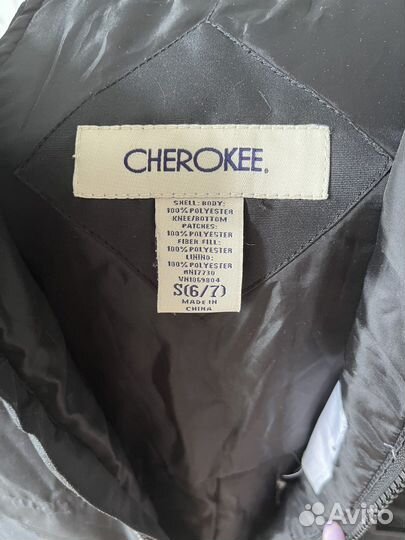 CHEROKEE.
SHELL: BODY:
100% POLYESTER
KNEE/BOTTOM
PATCHES:
100% POLYESTER
FIBER FILL:
100% POLYESTER
LINING:
100% POLYESTER
RN17730
VN1069804
S(6/7)
MADE IN
CHINA
Avito